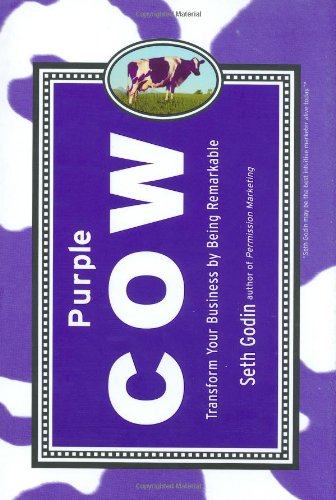 Purple
COW
Transform Your Business by Being Remarkable
Seth Godin author of Permission Marketing
"Seth Godin may be the best intuitive marketer alive today."